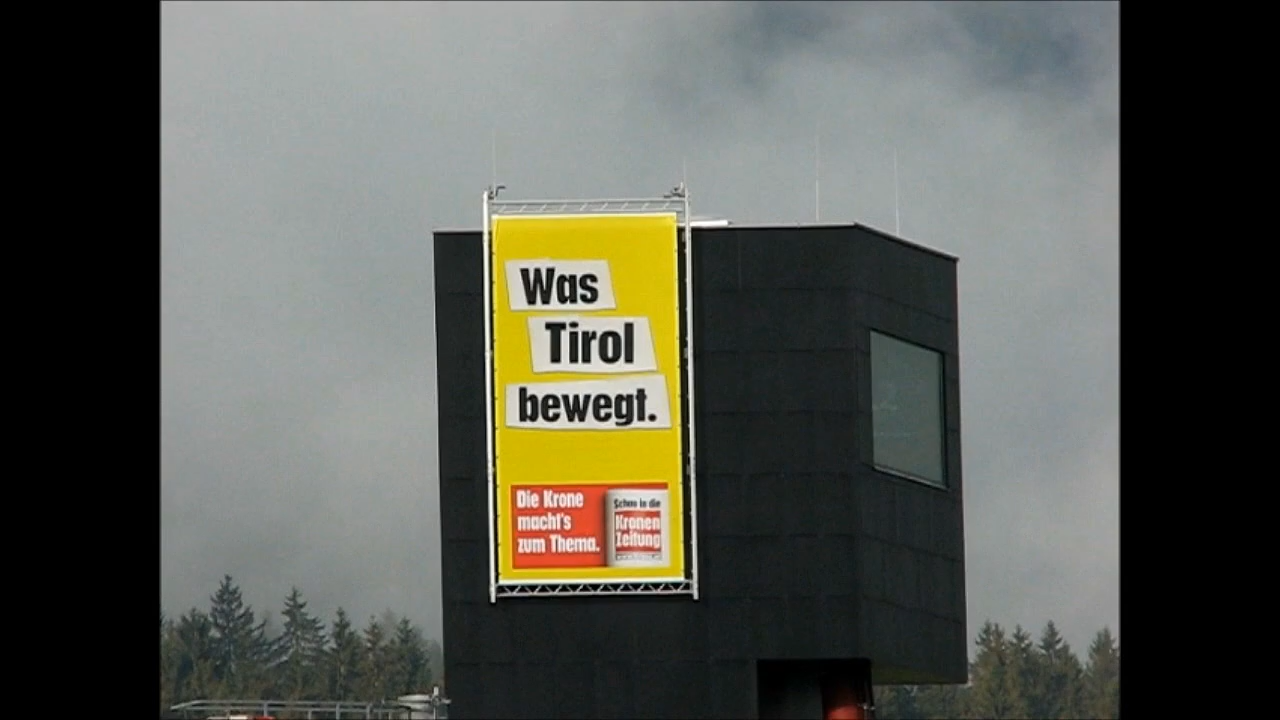 Was
Tirol
bewegt.
Die Krone
macht's
zum Thema.
Schau in die
Kronen
Zeitung